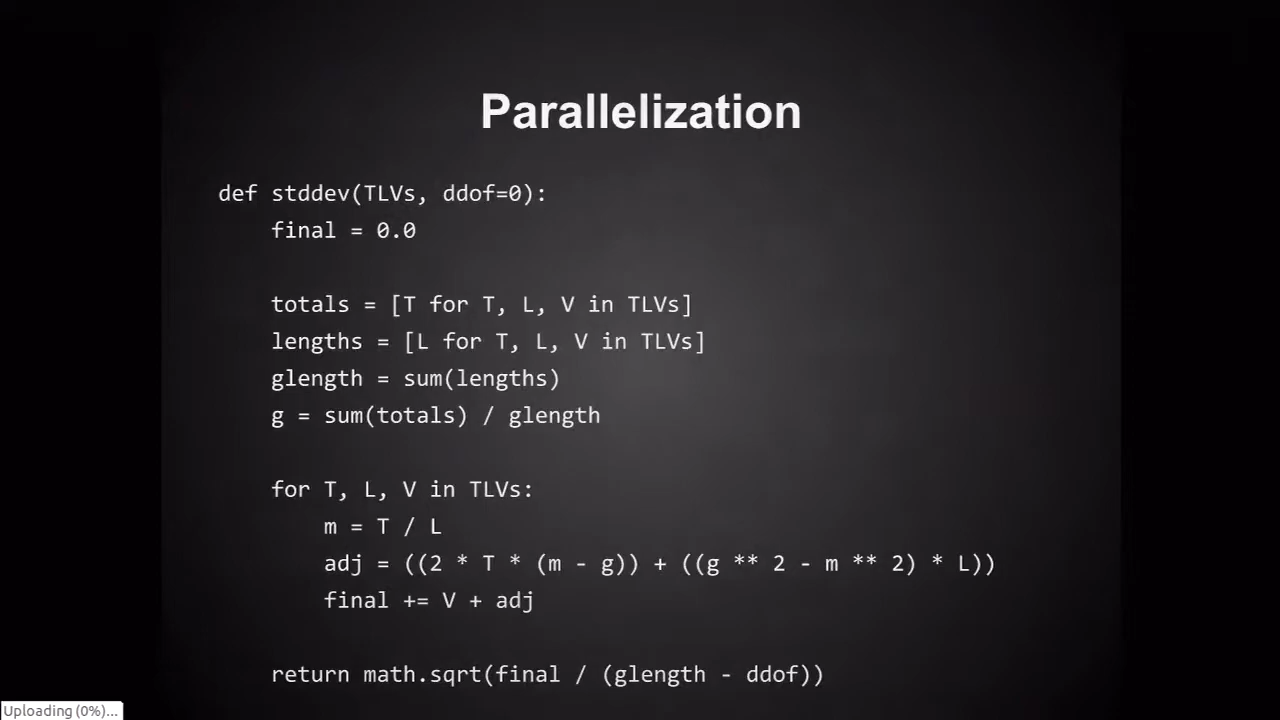 Parallelization
def stddev(TLVs, ddof=0):
    final = 0.0
    totals = [T for T, L, V in TLVs]
    lengths = [L for T, L, V in TLVs]
    glength = sum(lengths)
    g = sum(totals) / glength
    for T, L, V in TLVs:
        m = T / L
        adj = ((2 * T * (m - g)) + ((g ** 2 - m ** 2) * L))
        final += V + adj
    return math.sqrt(final / (glength - ddof))
Uploading (0%)...